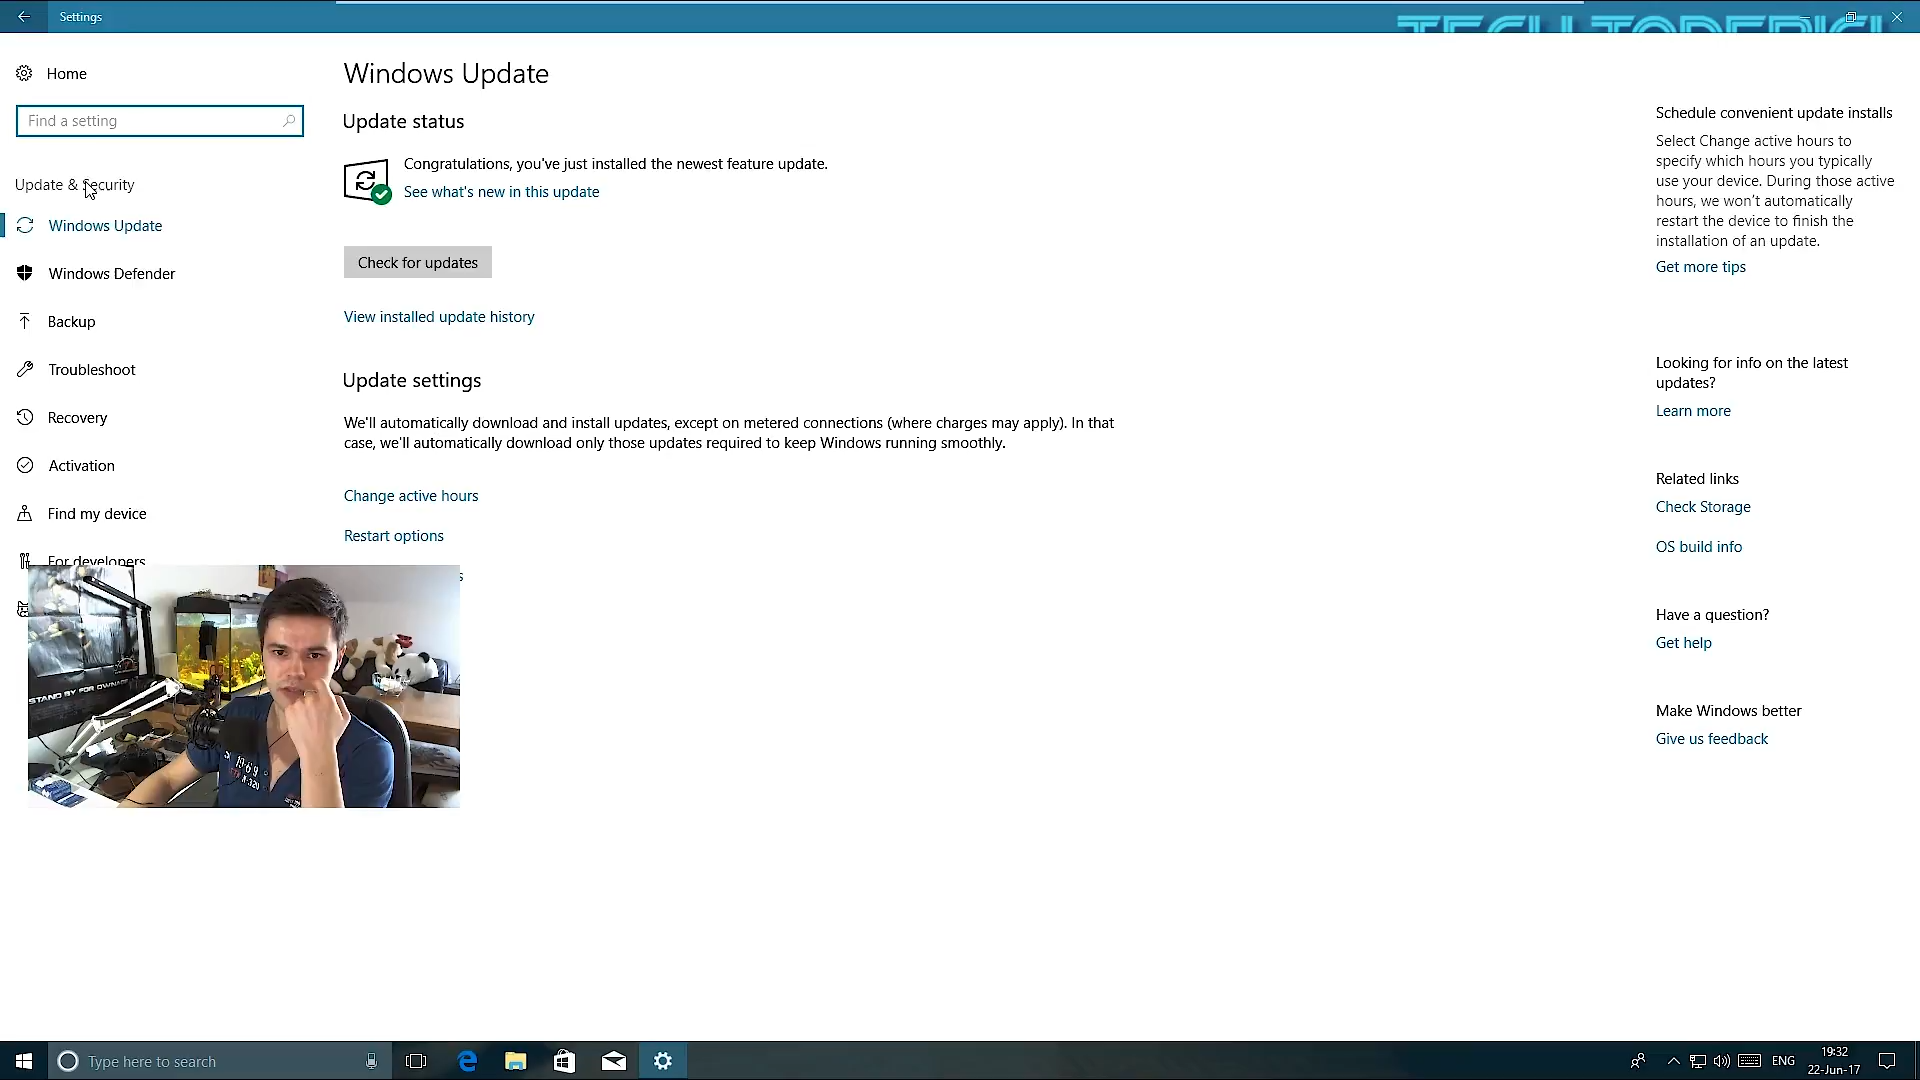 Settings
Home
Find a setting
Update & Security
Windows Update
Windows Defender
Backup
Troubleshoot
Recovery
Activation
Find my device
For developers
Windows Update
Update status
Congratulations, you've just installed the newest feature update.
See what's new in this update
Check for updates
View installed update history
Update settings
We'll automatically download and install updates, except on metered connections (where charges may apply). In that
case, we'll automatically download only those updates required to keep Windows running smoothly.
Change active hours
Restart options
s
Schedule convenient update installs
Select Change active hours to
specify which hours you typically
use your device. During those active
hours, we won't automatically
restart the device to finish the
installation of an update.
Get more tips
Looking for info on the latest
updates?
Learn more
Related links
Check Storage
OS build info
Have a question?
Get help
Make Windows better
Give us feedback
STAND BY FOR OWNAGE
1969
Type here to search
ENG
19:32
22-Jun-17